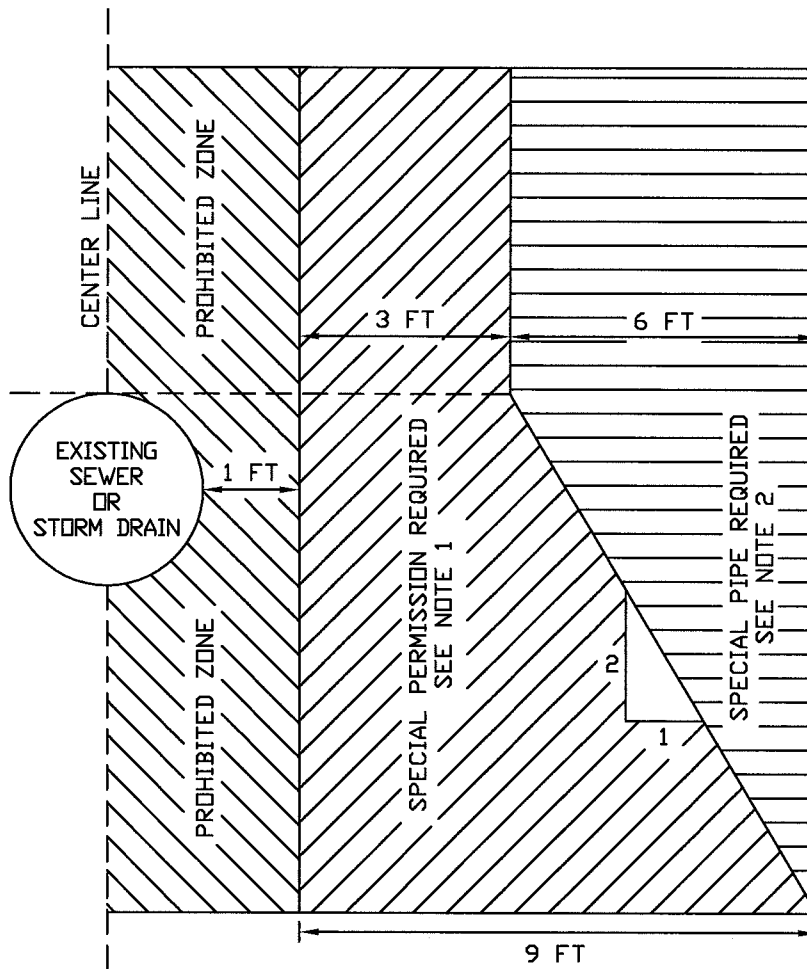 CENTER LINE
PROHIBITED ZONE
3 FT
6 FT
EXISTING
SEWER
OR
STORM DRAIN
1 FT
SPECIAL PERMISSION REQUIRED
SEE NOTE 1
SPECIAL PIPE REQUIRED
SEE NOTE 2
PROHIBITED ZONE
2
1
9 FT